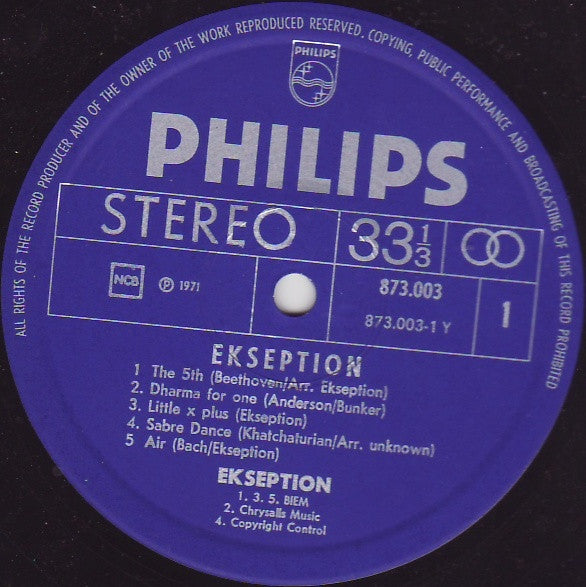 ALL RIGHTS OF THE RECORD PRODUCER AND OF THE OWNER OF THE WORK REPRODUCED RESERVED. COPYING, PUBLIC PERFORMANCE AND BROADCASTING OF THIS RECORD PROHIBITED
PHILIPS
PHILIPS
STEREO 33 1/3
NCB ℗ 1971 873.003 1
873.003-1 Y
EKSEPTION
1 The 5th (Beethoven/Arr. Ekseption)
2. Dharma for one (Anderson/Bunker)
3. Little x plus (Ekseption)
4. Sabre Dance (Khatchaturian/Arr. unknown)
5 Air (Bach/Ekseption)
EKSEPTION
1. 3. 5. BIEM
2. Chrysalis Music
4. Copyright Control